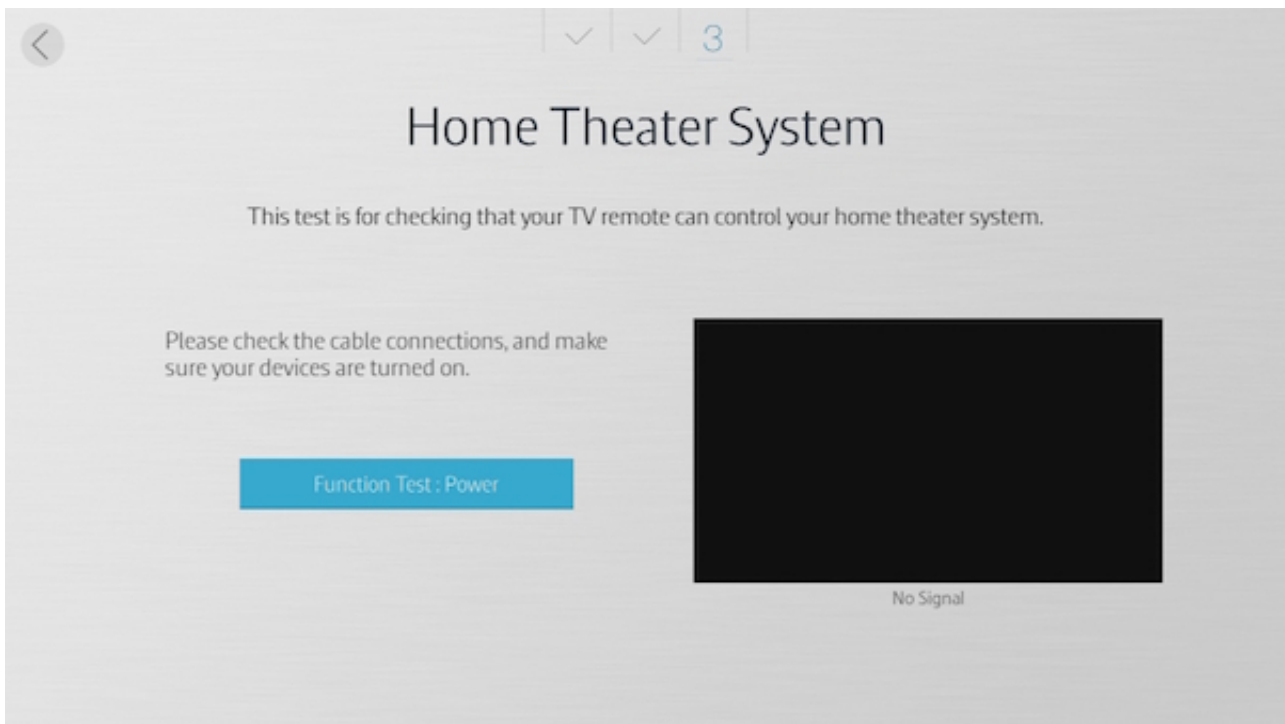 3
Home Theater System
This test is for checking that your TV remote can control your home theater system.
Please check the cable connections, and make
sure your devices are turned on.
Function Test : Power
No Signal